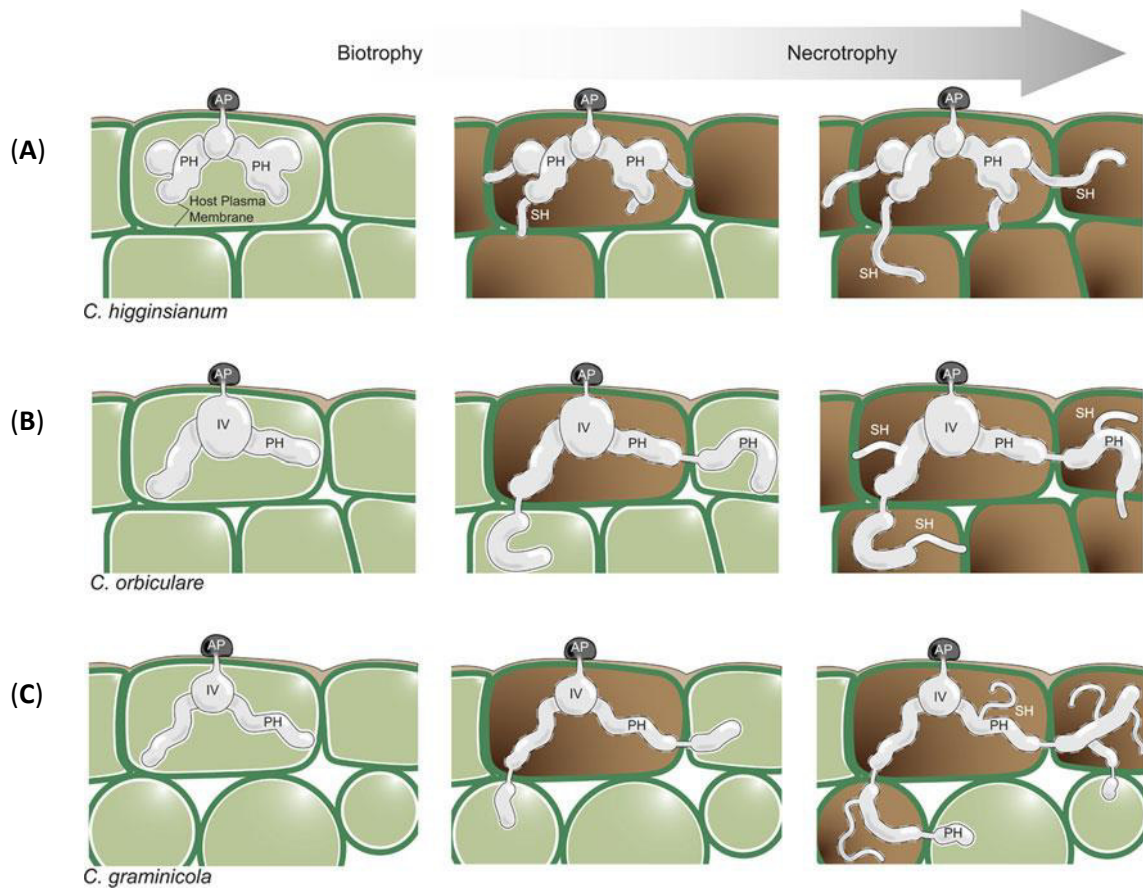 Biotrophy
Necrotrophy
(A)
AP
PH
PH
Host Plasma
Membrane
AP
PH
PH
SH
AP
PH
SH
SH
C. higginsianum
(B)
AP
IV
PH
AP
IV
PH
PH
AP
SH
IV
PH
SH
PH
SH
C. orbiculare
(C)
AP
IV
PH
AP
IV
PH
AP
IV
SH
PH
PH
C. graminicola